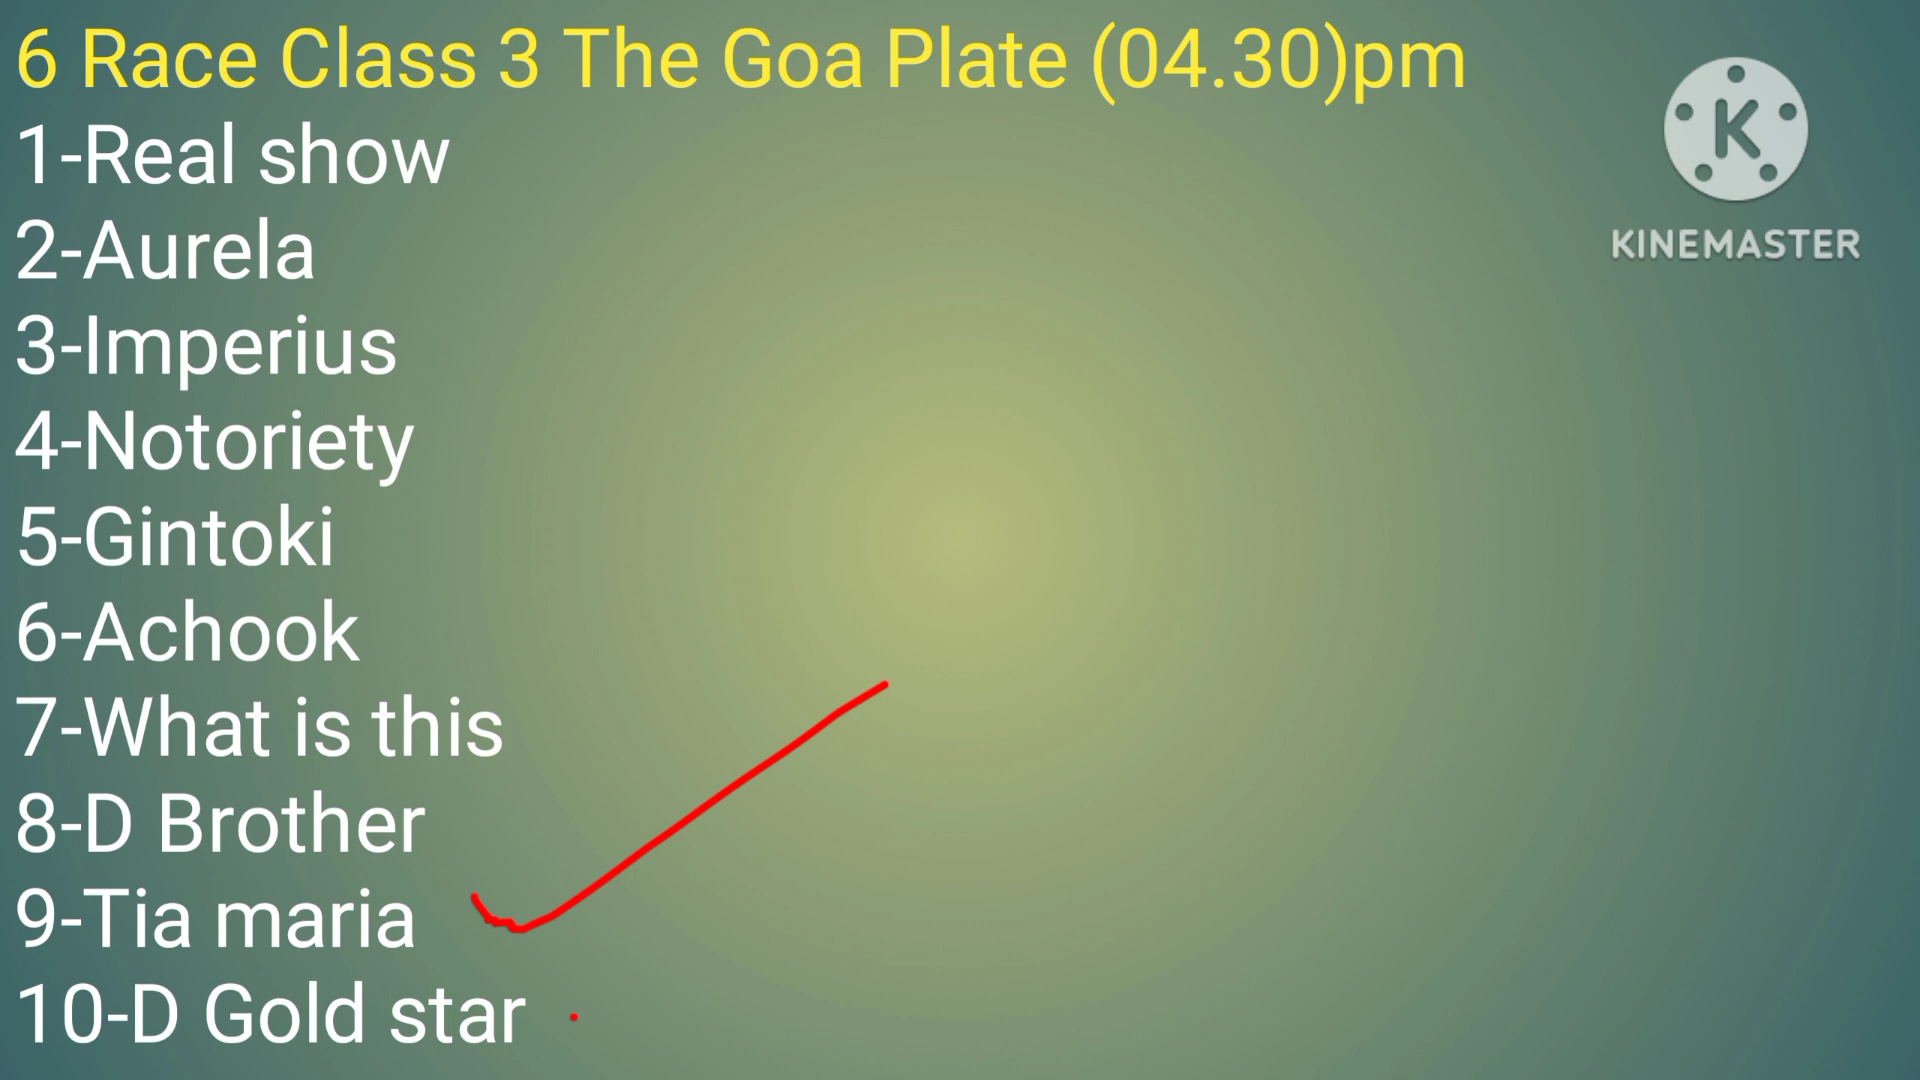 6 Race Class 3 The Goa Plate (04.30)pm
1-Real show
2-Aurela
3-Imperius
4-Notoriety
5-Gintoki
6-Achook
7-What is this
8-D Brother
9-Tia maria
10-D Gold star
K
KINEMASTER